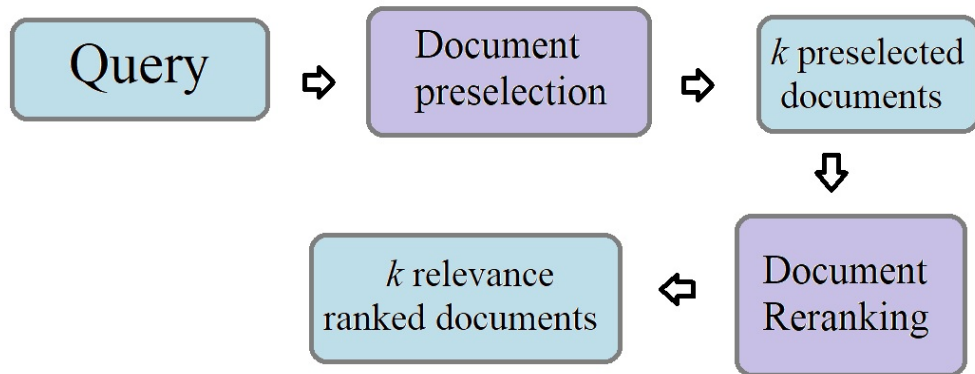 Query
Document
preselection
k preselected
documents
Document
Reranking
k relevance
ranked documents